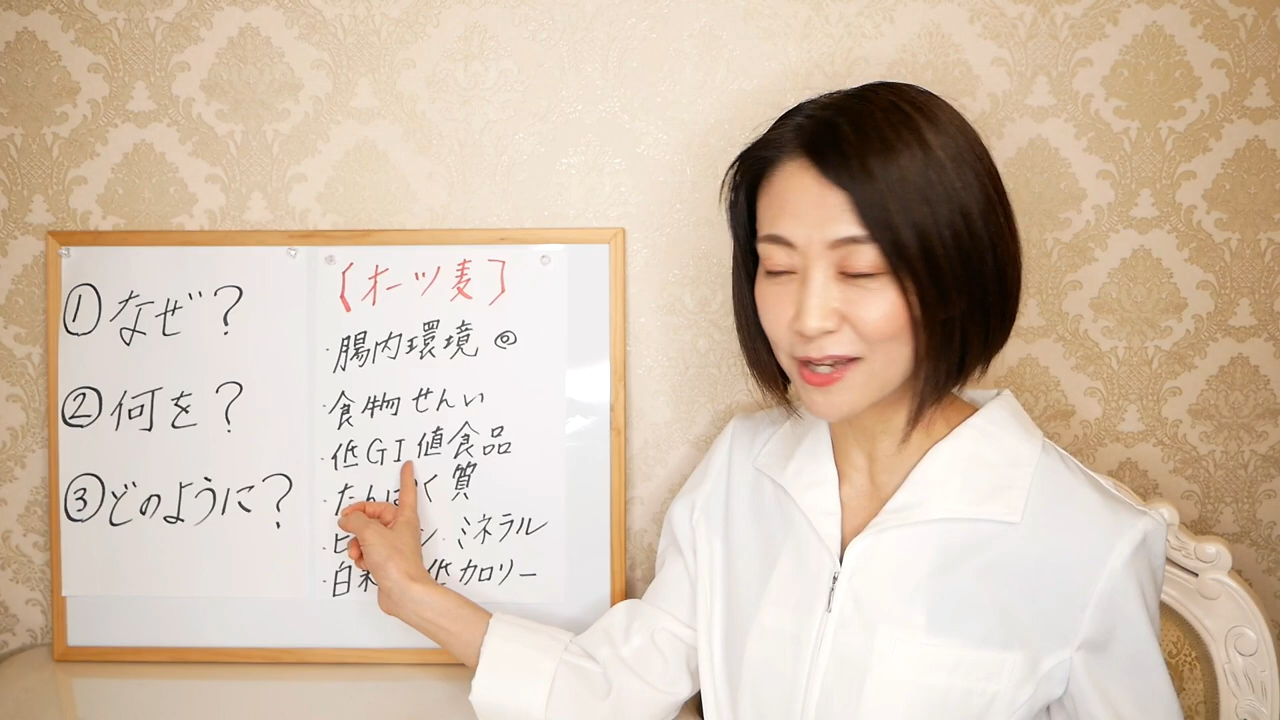 ①なぜ?
②何を?
③どのように?
【オーツ麦】
・腸内環境◎
・食物せんい
・低GI値食品
・たんぱく質
ミネラル
低カロリー